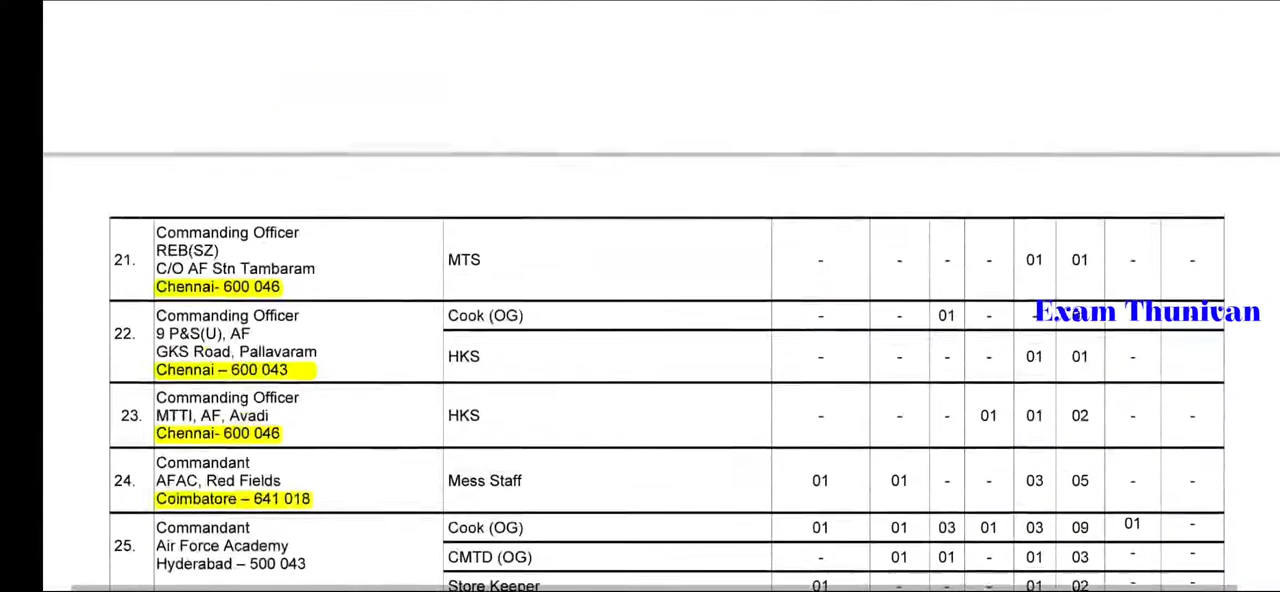 21. Commanding Officer
REB(SZ)
C/O AF Stn Tambaram
Chennai- 600 046
MTS - - - - 01 01 - -
22. Commanding Officer
9 P&S(U), AF
GKS Road, Pallavaram
Chennai – 600 043
Cook (OG) - - 01 - -
Exam Thunivan
HKS - - - - 01 01 -
23. Commanding Officer
MTTI, AF, Avadi
Chennai- 600 046
HKS - - - 01 01 02 - -
24. Commandant
AFAC, Red Fields
Coimbatore – 641 018
Mess Staff 01 01 - - 03 05 - -
25. Commandant
Air Force Academy
Hyderabad – 500 043
Cook (OG) 01 01 03 01 03 09 01 -
CMTD (OG) - 01 01 - 01 03 - -
Store Keeper 01 - - - 01 02 - -